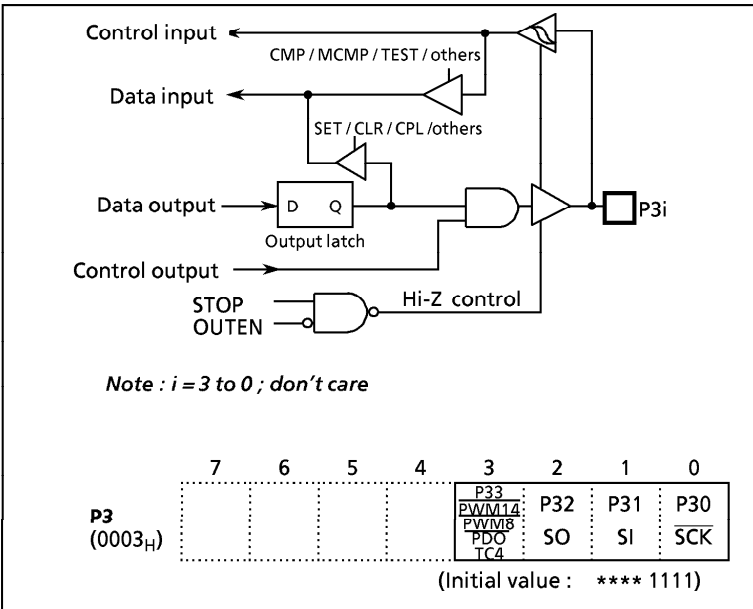 Control input
CMP / MCMP / TEST / others
Data input
SET / CLR / CPL /others
Data output
D Q
P3i
Output latch
Control output
STOP
Hi-Z control
OUTEN
Note : i = 3 to 0 ; don't care
7 6 5 4 3 2 1 0
P3
(0003H)
P33
PWM14
PWM8
PDO
TC4
P32
SO
P31
SI
P30
SCK
(Initial value : **** 1111)